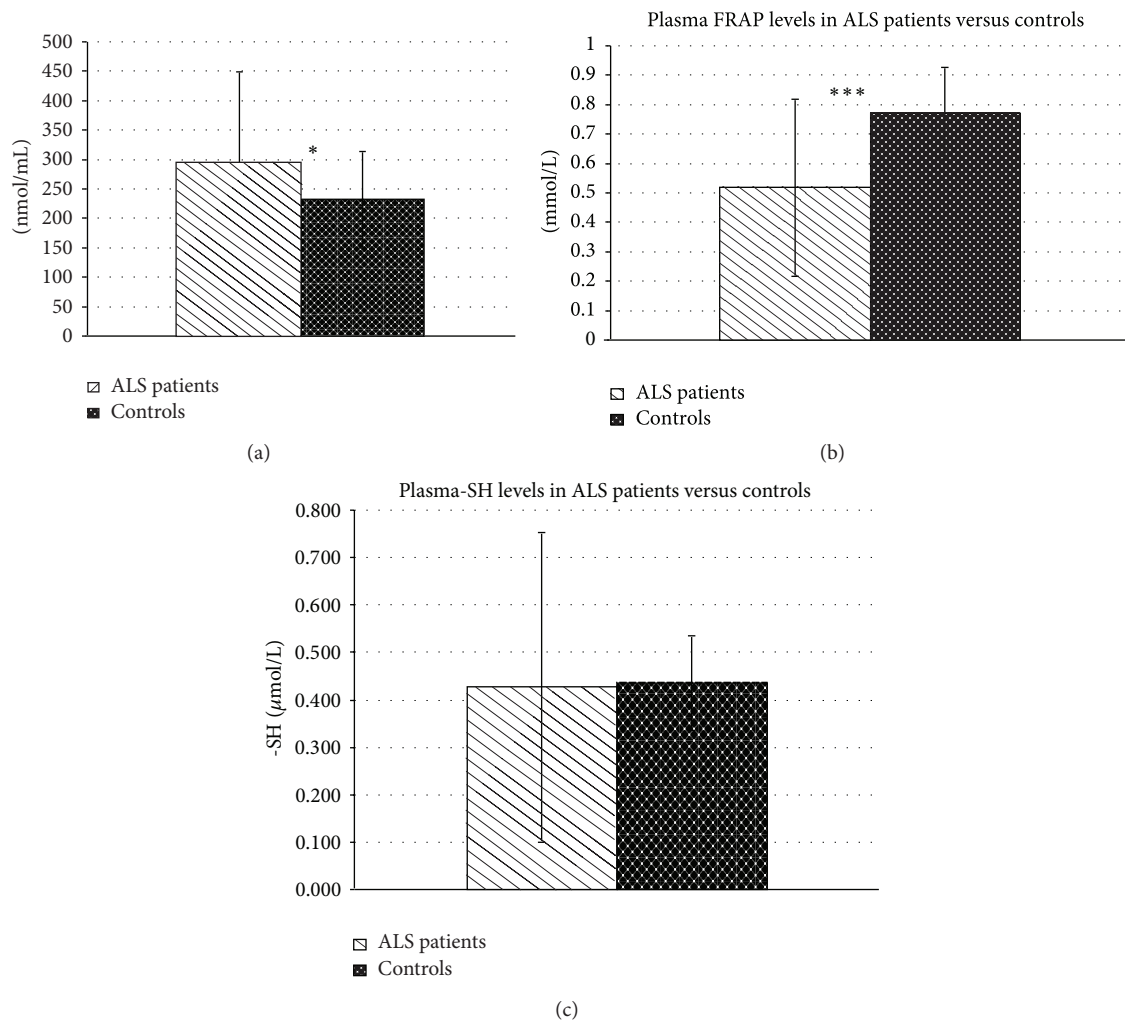 500
450
400
350
300
250
200
150
100
50
0
(nmol/mL)
*
ALS patients
Controls
(a)
Plasma FRAP levels in ALS patients versus controls
1
0.9
0.8
0.7
0.6
0.5
0.4
0.3
0.2
0.1
0
(mmol/L)
***
ALS patients
Controls
(b)
Plasma-SH levels in ALS patients versus controls
0.800
0.700
0.600
0.500
0.400
0.300
0.200
0.100
0.000
-SH (μmol/L)
ALS patients
Controls
(c)